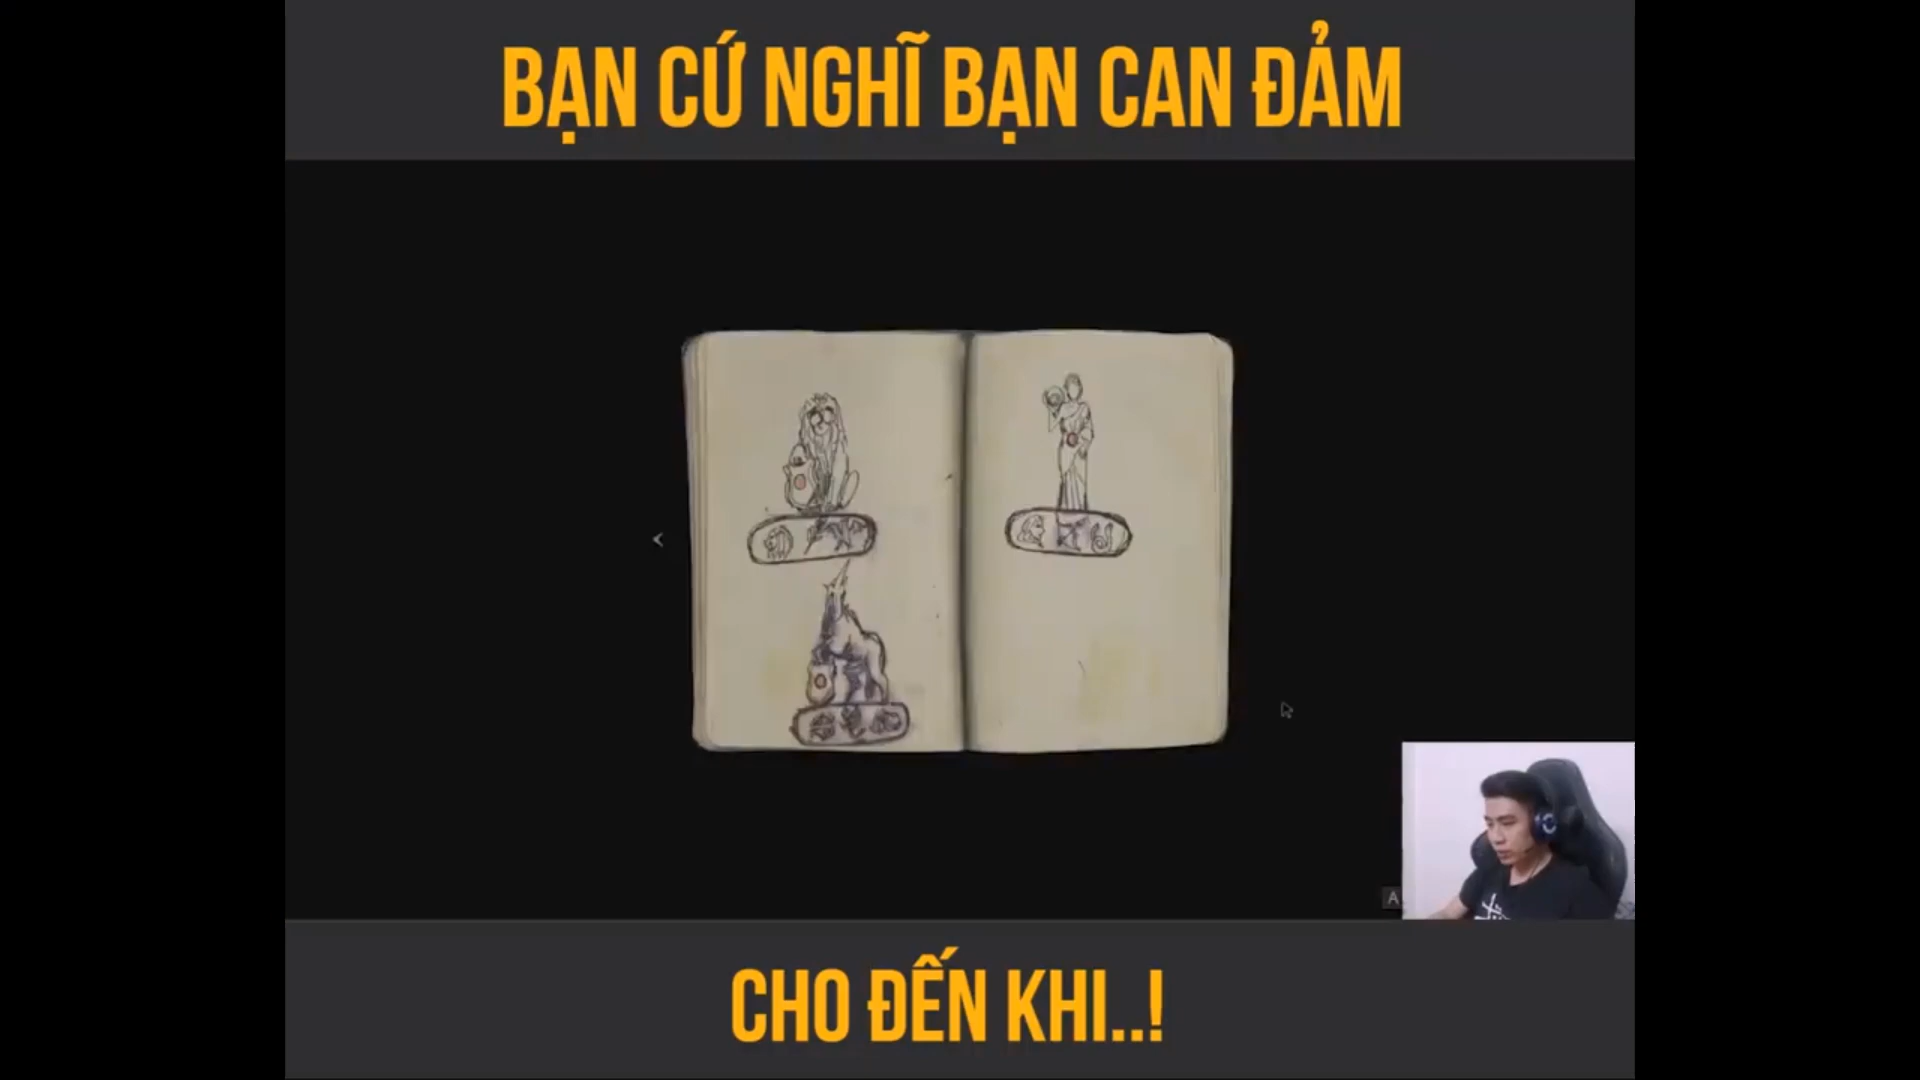 BẠN CỨ NGHĨ BẠN CAN ĐẢM
A
CHO ĐẾN KHI..!